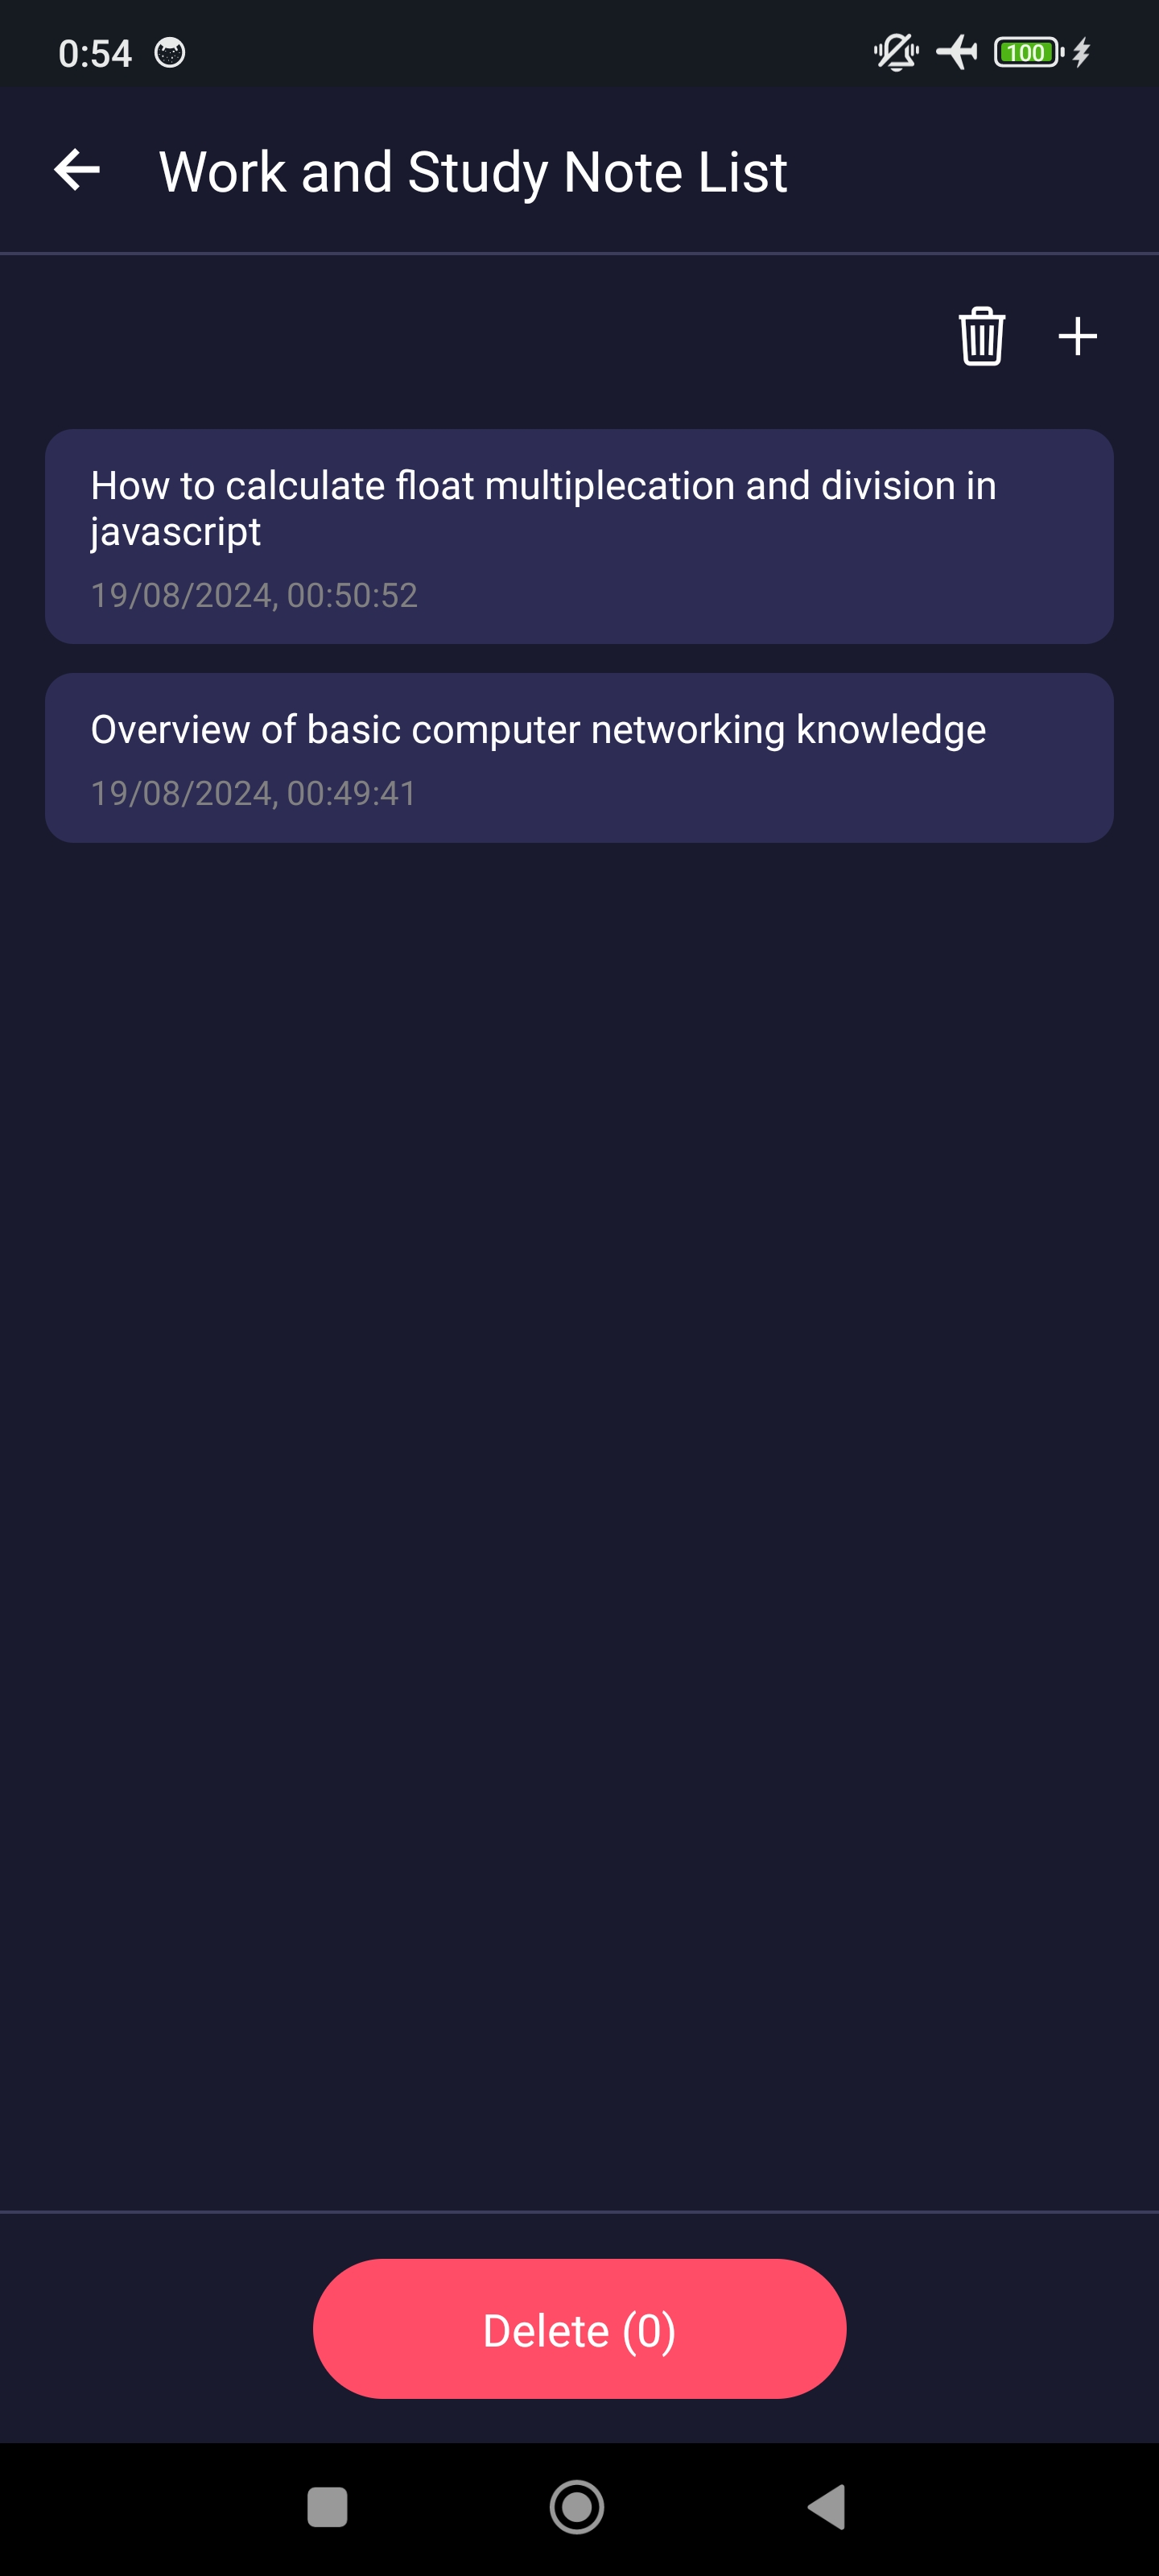 0:54
100
Work and Study Note List
How to calculate float multiplecation and division in
javascript
19/08/2024, 00:50:52
Overview of basic computer networking knowledge
19/08/2024, 00:49:41
Delete (0)